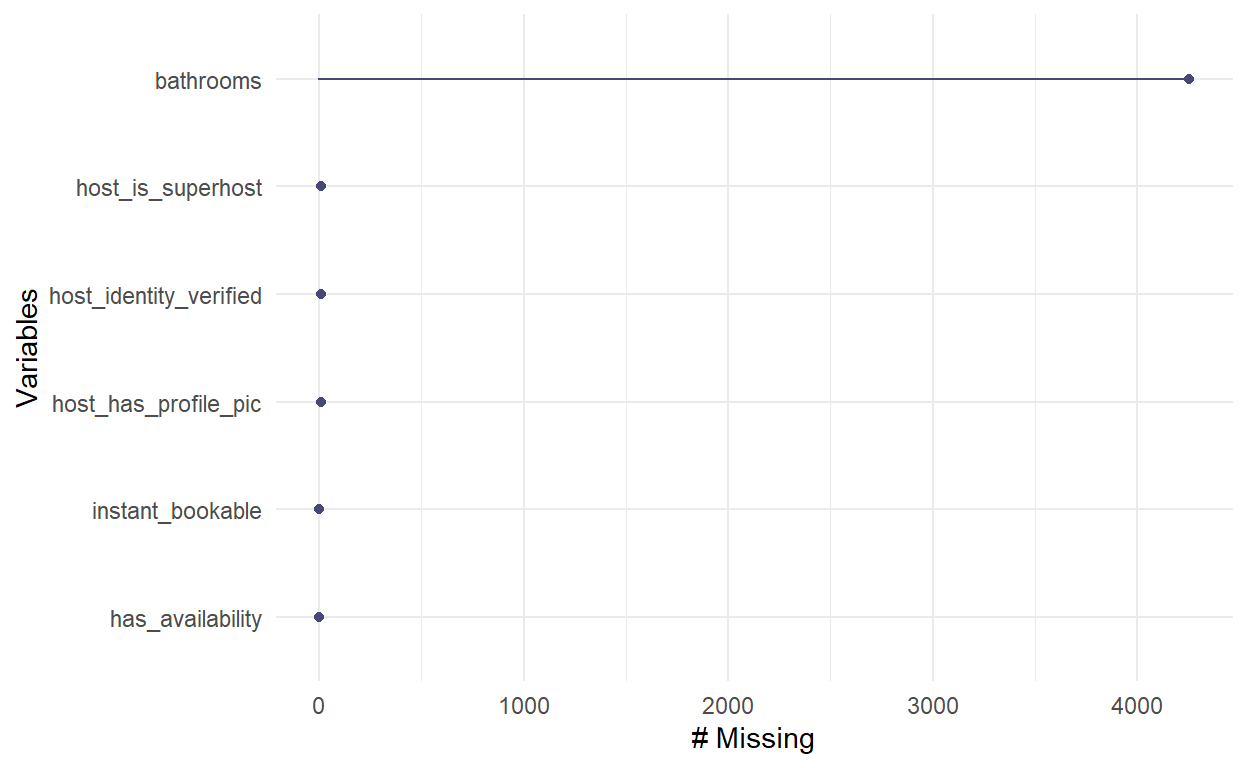 bathrooms
host_is_superhost
host_identity_verified
host_has_profile_pic
instant_bookable
has_availability
Variables
0 1000 2000 3000 4000
# Missing